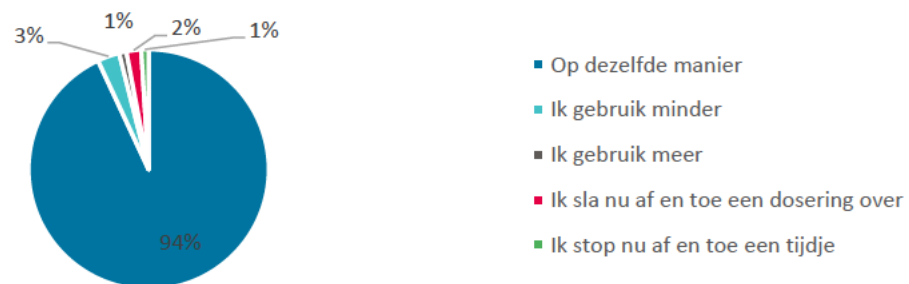 1%
2%
1%
3%
94%
Op dezelfde manier
Ik gebruik minder
Ik gebruik meer
Ik sla nu af en toe een dosering over
Ik stop nu af en toe een tijdje